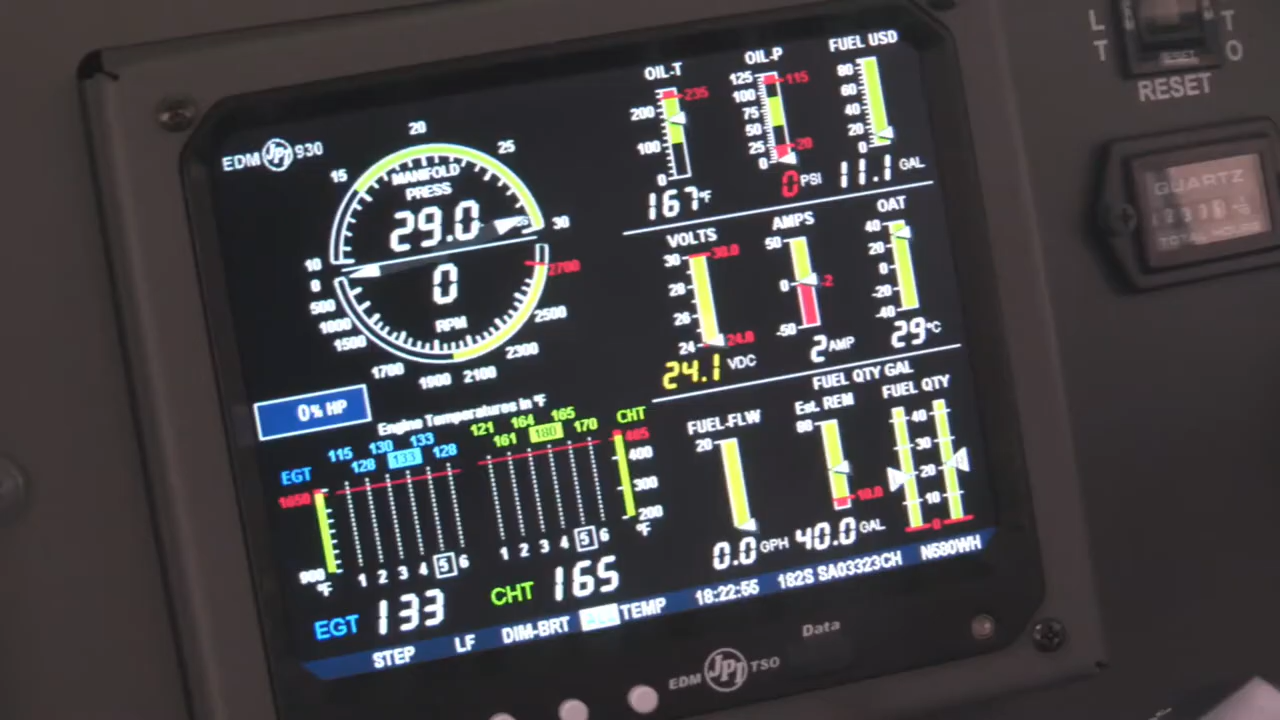 L T
T O
RESET
RESET
QUARTZ
TOTAL HOURS
EDM JPI 930
15 20 25 30
MANIFOLD
PRESS
29.0
10
0 500 1000 1500 1700 1900 2100 2300 2500 2700
0
RPM
0% HP
OIL-T
200 100 0
235
167°F
OIL-P
125 100 75 50 25 0
115
20
0 PSI
FUEL USD
80 60 40 20 0
11.1 GAL
VOLTS
30 28 26 24
30.0
24.0
24.1 VDC
AMPS
50 0 -50
-2
2 AMP
OAT
40 20 0 -20 -40
29°C
Engine Temperatures in °F
EGT
115 128 130 133 133 128
1650
900
°F
1 2 3 4 5 6
EGT 133
121 161 164 180 165 170
CHT
400 300 200
°F
1 2 3 4 5 6
CHT 165
FUEL-FLW
20
0.0 GPH
FUEL QTY GAL
Est. REM
80
10.0
40.0 GAL
FUEL QTY
40 30 20 10 0
STEP LF DIM-BRT ALL TEMP 18:22:55 182S SA03323CH N580WH
Data
EDM JPI TSO